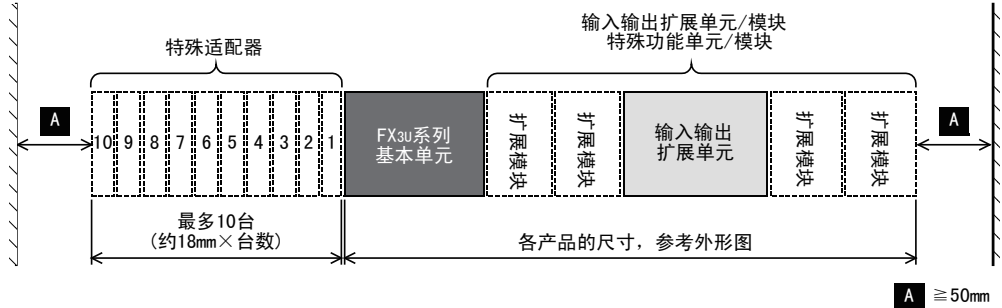 输入输出扩展单元/模块
特殊功能单元/模块
特殊适配器
A
10 9 8 7 6 5 4 3 2 1
FX3U系列
基本单元
扩展模块
扩展模块
输入输出
扩展单元
扩展模块
扩展模块
A
最多10台
(约18mm×台数)
各产品的尺寸，参考外形图
A ≧50mm